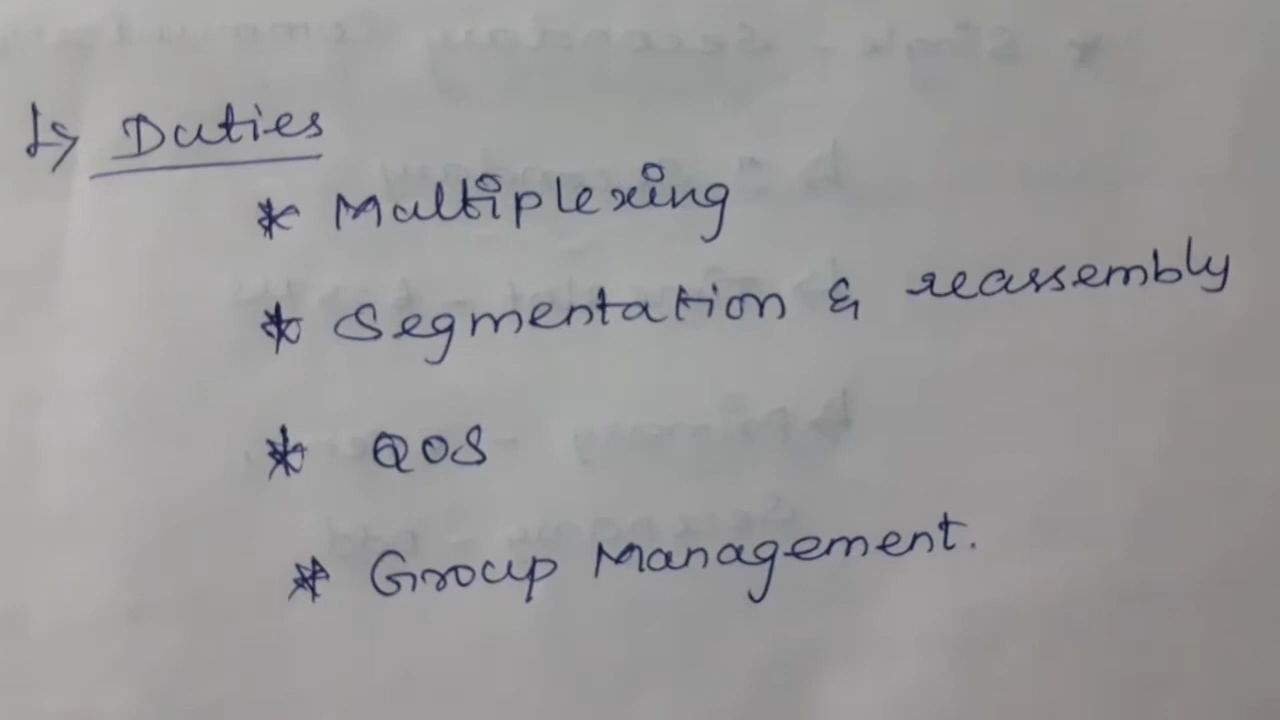 ↳ Duties
* Multiplexing
* Segmentation & reassembly
* QOS
* Group Management.